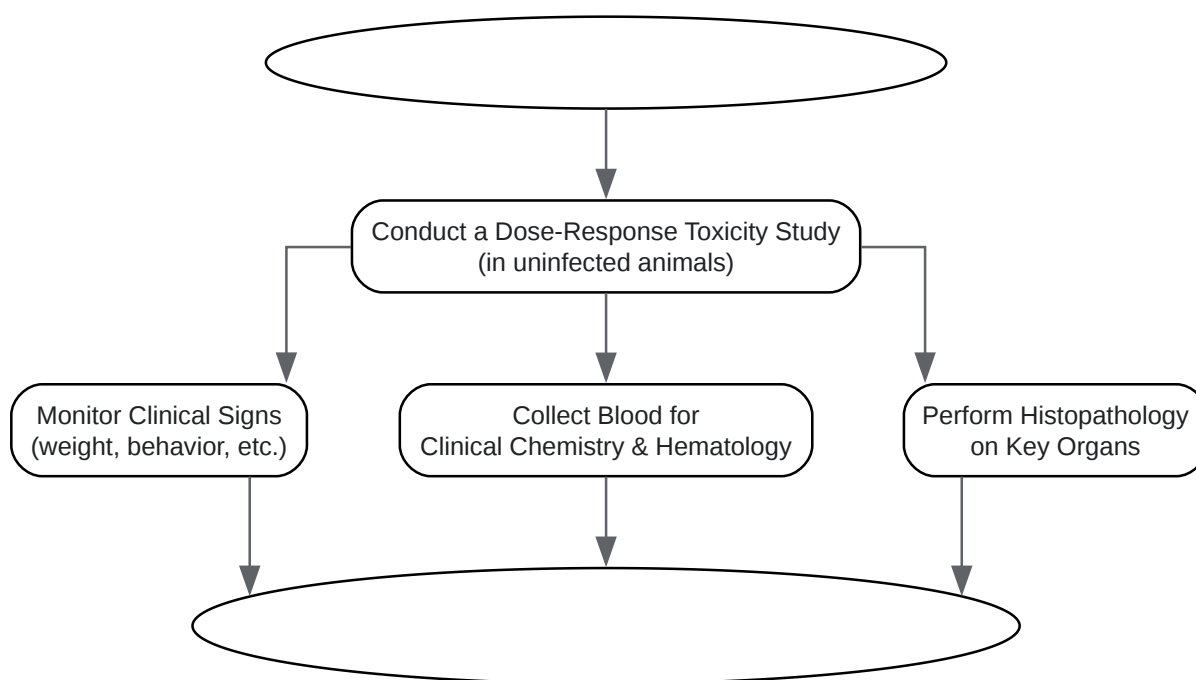 Conduct a Dose-Response Toxicity Study
(in uninfected animals)
Monitor Clinical Signs
(weight, behavior, etc.)
Collect Blood for
Clinical Chemistry & Hematology
Perform Histopathology
on Key Organs